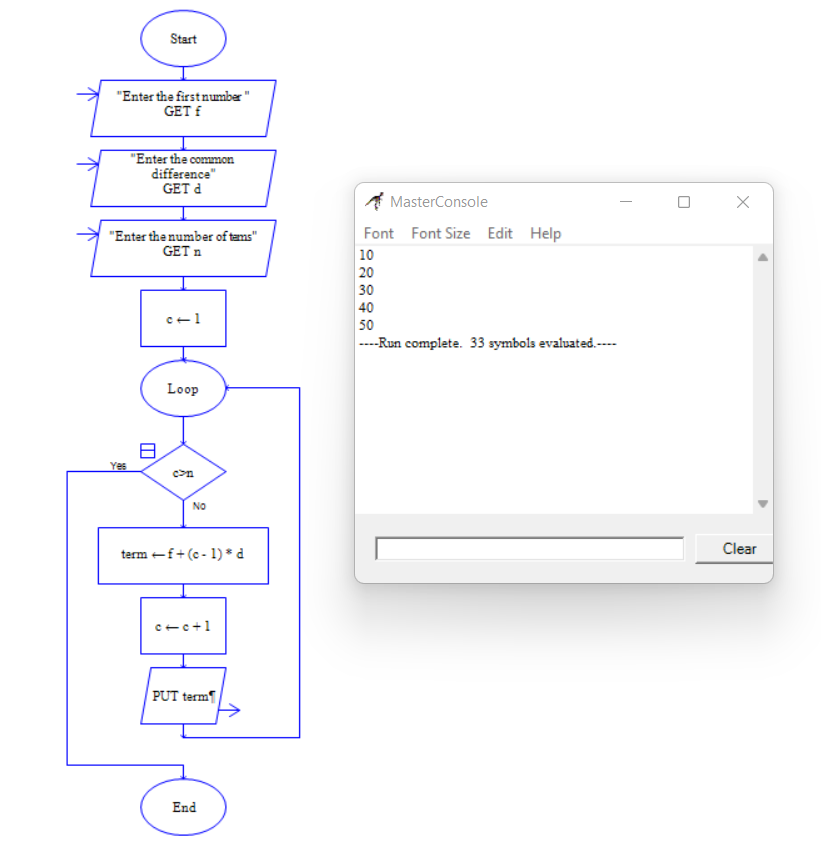 Start
"Enter the first number "
GET f
"Enter the common
difference"
GET d
"Enter the number of tems"
GET n
c ← 1
Loop
Yes
c>n
No
term ← f + (c - 1) * d
c ← c + 1
PUT term¶
End
MasterConsole
Font Font Size Edit Help
10
20
30
40
50
----Run complete.  33 symbols evaluated.----
Clear